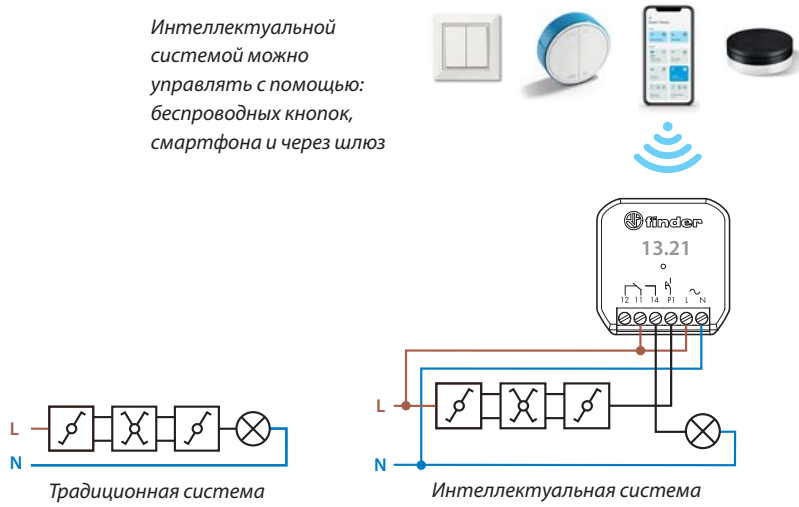 Интеллектуальной
системой можно
управлять с помощью:
беспроводных кнопок,
смартфона и через шлюз
finder
13.21
12 11 14 P1 L N
L
N
Традиционная система
L
N
Интеллектуальная система